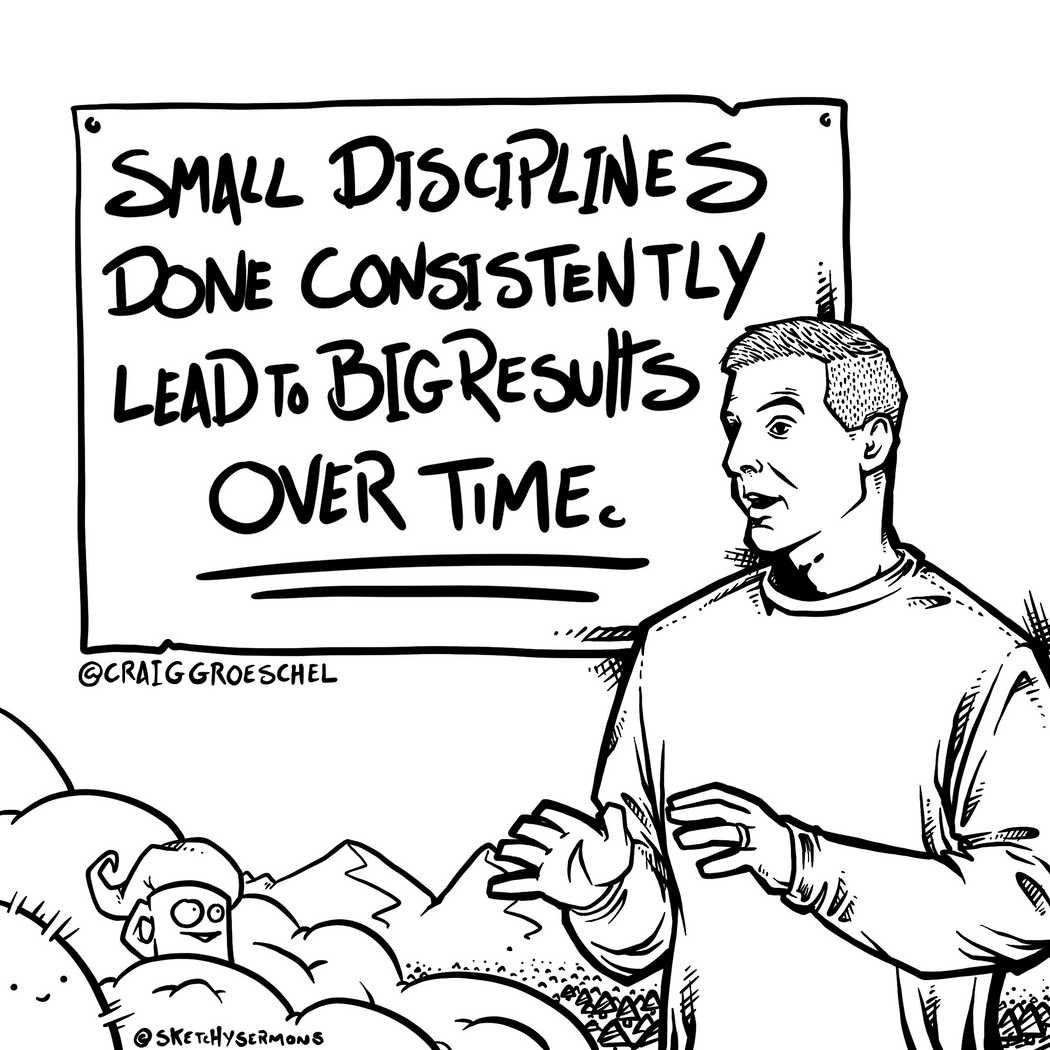 SMALL DISCIPLINES
DONE CONSISTENTLY
LEAD TO BIG RESULTS
OVER TIME.
@CRAIGGROESCHEL
@SKETCHYSERMONS